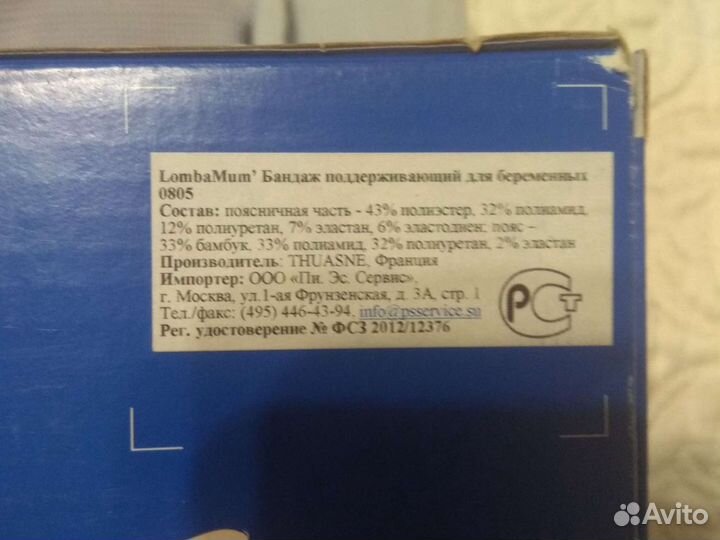 LombaMum' Бандаж поддерживающий для беременных
0805
Состав: поясничная часть - 43% полиэстер, 32% полиамид,
12% полиуретан, 7% эластан, 6% эластодиен; пояс –
33% бамбук, 33% полиамид, 32% полиуретан, 2% эластан
Производитель: THUASNE, Франция
Импортер: ООО «Пи. Эс. Сервис»,
г. Москва, ул.1-ая Фрунзенская, д. 3А, стр. 1
Тел./факс: (495) 446-43-94, info@psservice.su
Рег. удостоверение № ФСЗ 2012/12376
РСТ
Avito